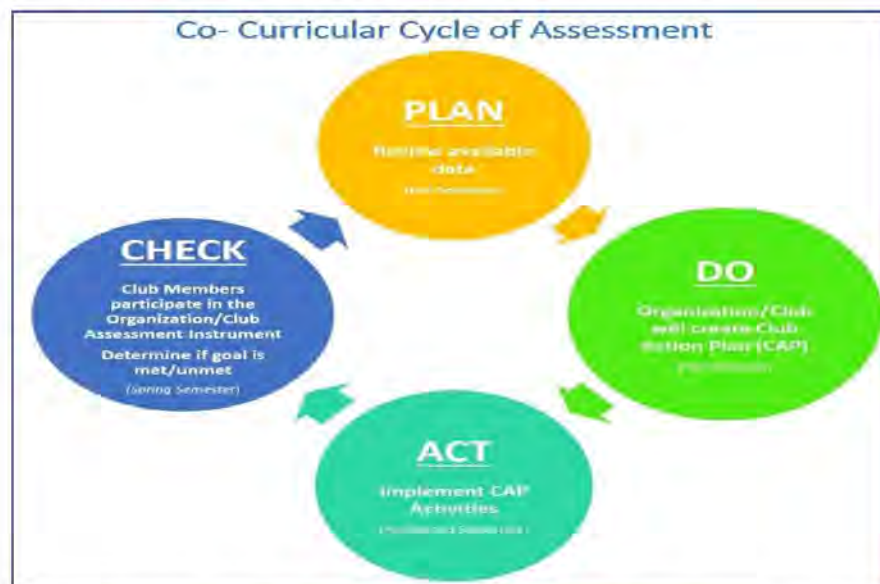 Co- Curricular Cycle of Assessment
PLAN
available
data
DO
Organization/Club
will create Club
Action Plan (CAP)
ACT
Implement CAP
Activities
CHECK
Club Members
participate in the
Organization/Club
Assessment Instrument
Determine if goal is
met/unmet
(Spring Semester)